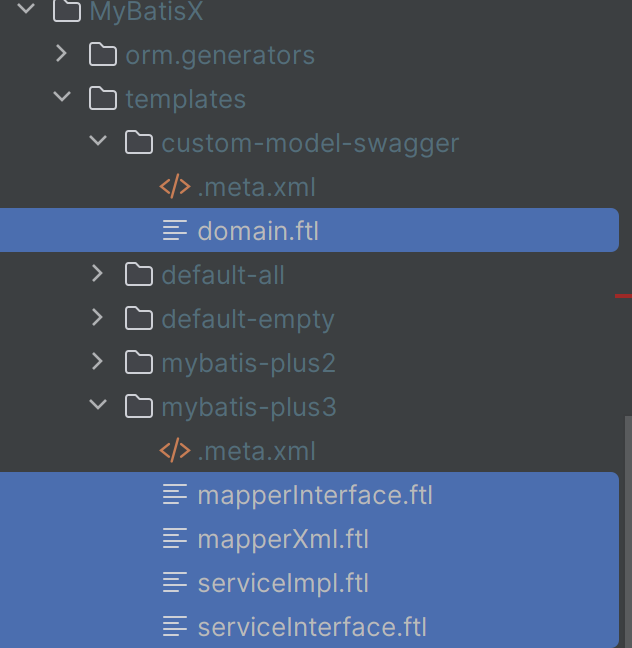 MyBatisX
orm.generators
templates
custom-model-swagger
.meta.xml
domain.ftl
default-all
default-empty
mybatis-plus2
mybatis-plus3
.meta.xml
mapperInterface.ftl
mapperXml.ftl
serviceImpl.ftl
serviceInterface.ftl